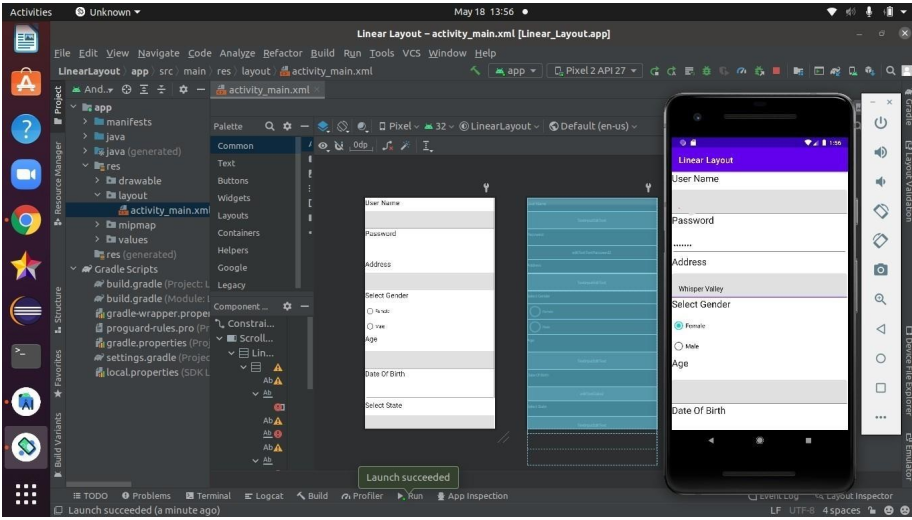 Activities
Unknown
May 18 13:56
Linear Layout – activity_main.xml [Linear_Layout.app]
File Edit View Navigate Code Analyze Refactor Build Run Tools VCS Window Help
LinearLayout app src main res layout activity_main.xml
app
Pixel 2 API 27
Project
And..
activity_main.xml
app
manifests
java
java (generated)
res
drawable
layout
activity_main.xml
mipmap
values
res (generated)
Gradle Scripts
build.gradle (Project: L
build.gradle (Module:
gradle-wrapper.proper
proguard-rules.pro (Pr
gradle.properties (Proj
settings.gradle (Projec
local.properties (SDK L
Resource Manager
Structure
Favorites
Build Variants
Palette
Common
Text
Buttons
Widgets
Layouts
Containers
Helpers
Google
Legacy
Component ...
Constrai...
Scroll...
Lin...
Ab
Ab
Ab
Ab
Ab
Ab
Pixel
32
LinearLayout
Default (en-us)
0dp
User Name
Password
Address
Select Gender
Female
Male
Age
Date Of Birth
Select State
1:56
Linear Layout
User Name
Password
Address
Whisper Valley
Select Gender
Female
Male
Age
Date Of Birth
Gradle
Layout Validation
Device File Explorer
Emulator
Launch succeeded
TODO
Problems
Terminal
Logcat
Build
Profiler
Run
App Inspection
Event Log
Layout Inspector
Launch succeeded (a minute ago)
LF UTF-8 4 spaces